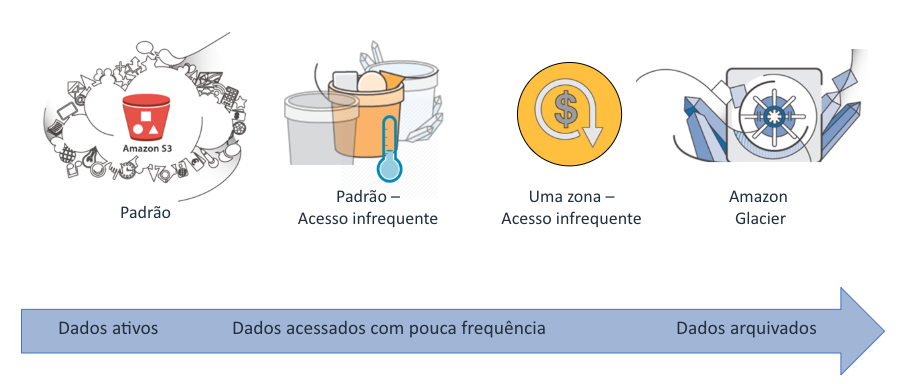 Amazon S3
Padrão
Padrão –
Acesso infrequente
$
Uma zona –
Acesso infrequente
Amazon
Glacier
Dados ativos
Dados acessados com pouca frequência
Dados arquivados